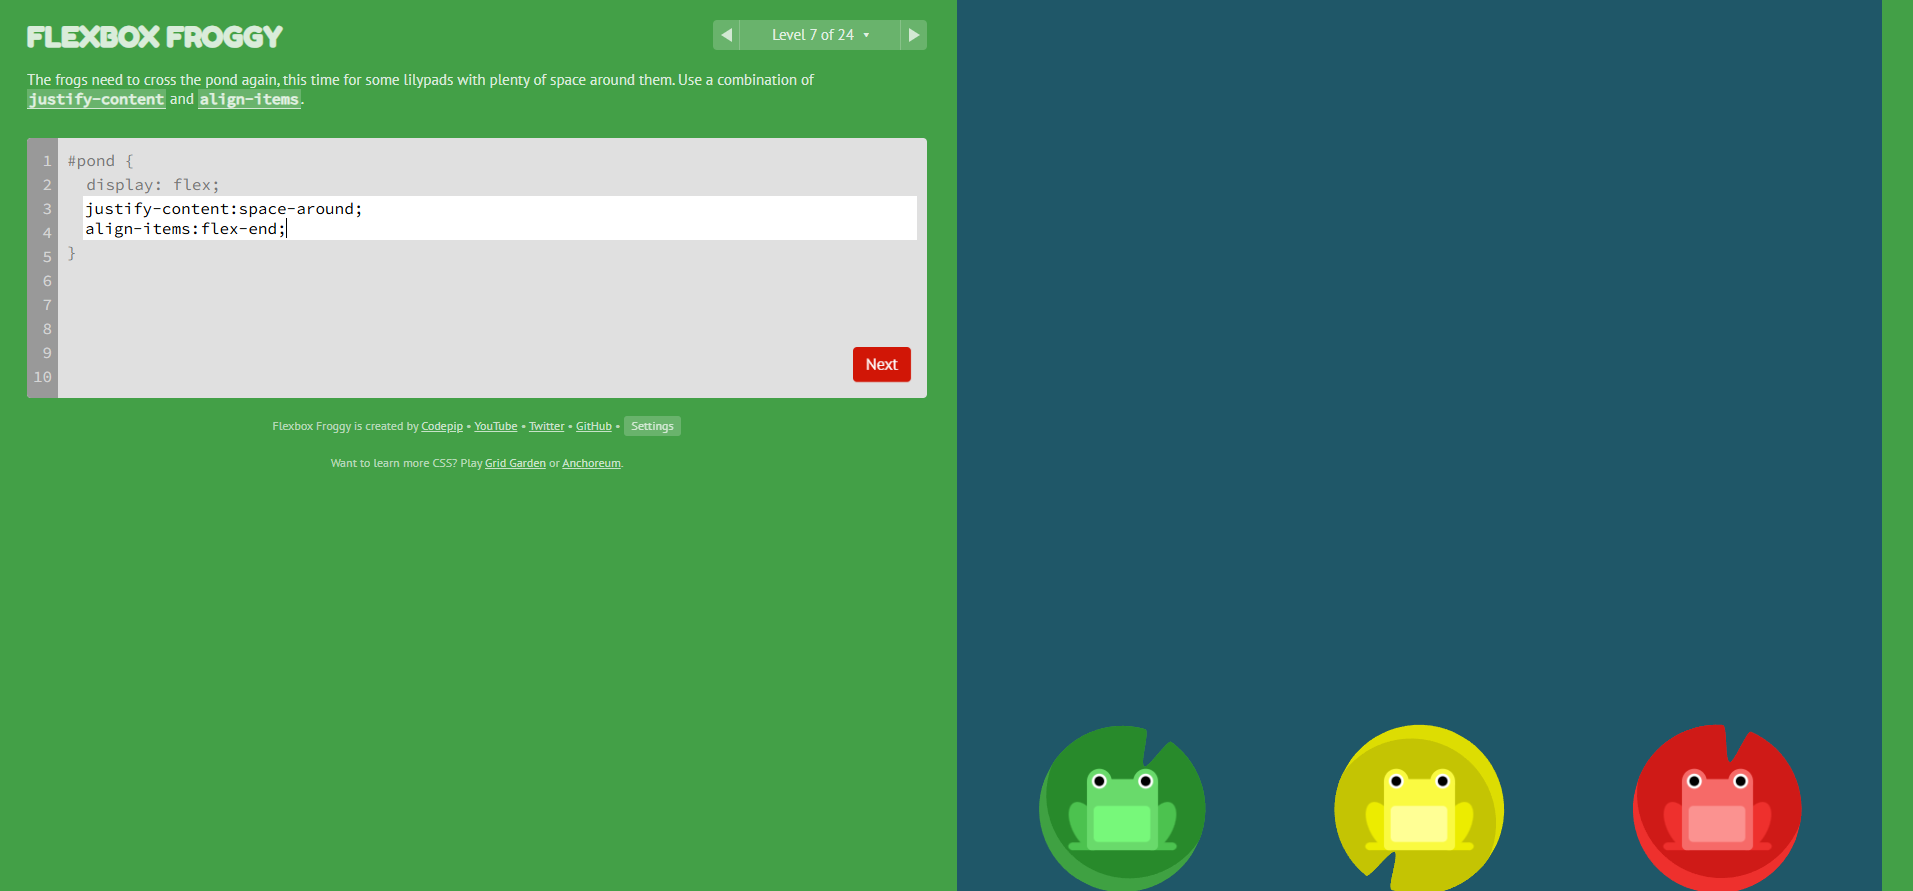 FLEXBOX FROGGY
◀ Level 7 of 24 ▾ ▶
The frogs need to cross the pond again, this time for some lilypads with plenty of space around them. Use a combination of
justify-content and align-items.
1 #pond {
2 display: flex;
3 justify-content:space-around;
4 align-items:flex-end;
5 }
6
7
8
9
10
Next
Flexbox Froggy is created by Codepip • YouTube • Twitter • GitHub • Settings
Want to learn more CSS? Play Grid Garden or Anchoreum.